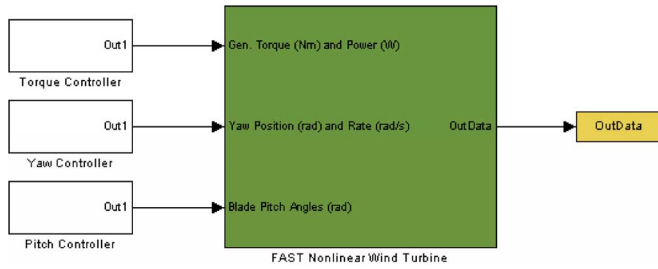 Out1
Torque Controller
Out1
Yaw Controller
Out1
Pitch Controller
Gen. Torque (Nm) and Power (W)
Yaw Position (rad) and Rate (rad/s)
Blade Pitch Angles (rad)
OutData
FAST Nonlinear Wind Turbine
OutData